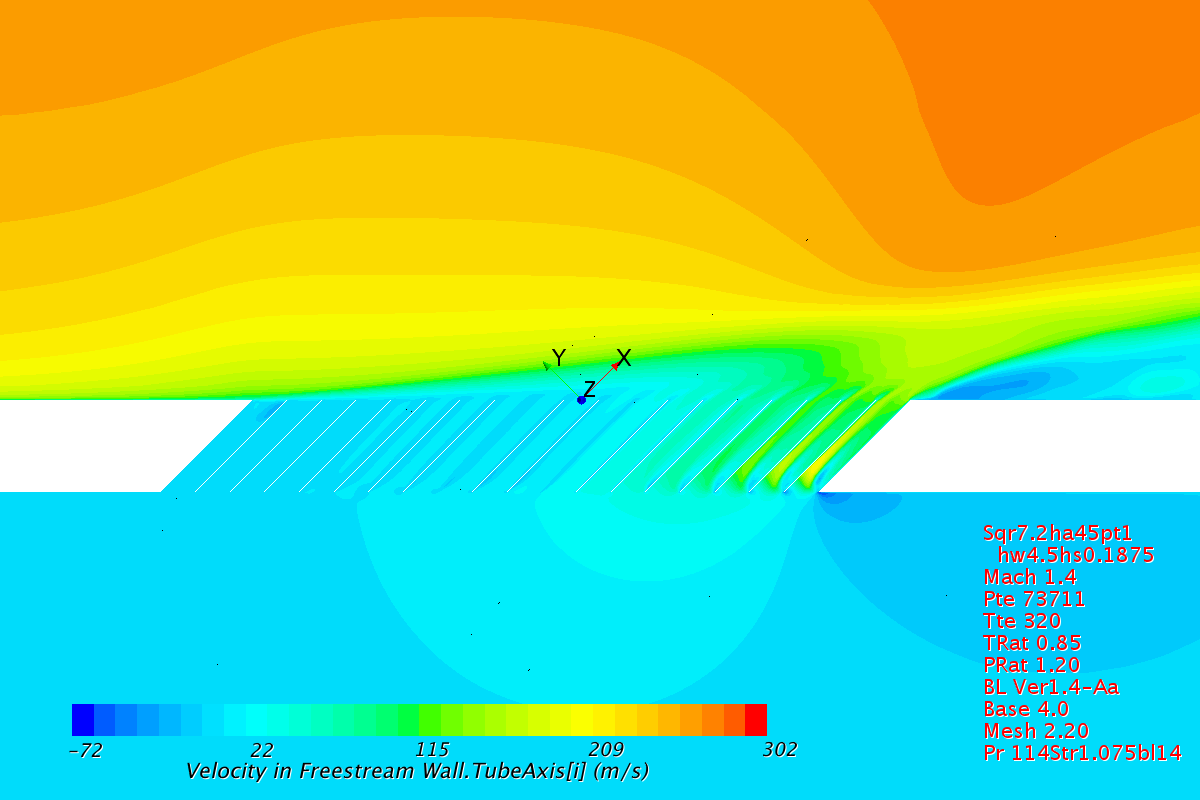 Y
X
Z
Sqr7.2ha45pt1
hw4.5hs0.1875
Mach 1.4
Pte 73711
Tte 320
TRat 0.85
PRat 1.20
BL Ver1.4-Aa
Base 4.0
Mesh 2.20
Pr 114Str1.075bl14
-72 22 115 209 302
Velocity in Freestream Wall.TubeAxis[i] (m/s)